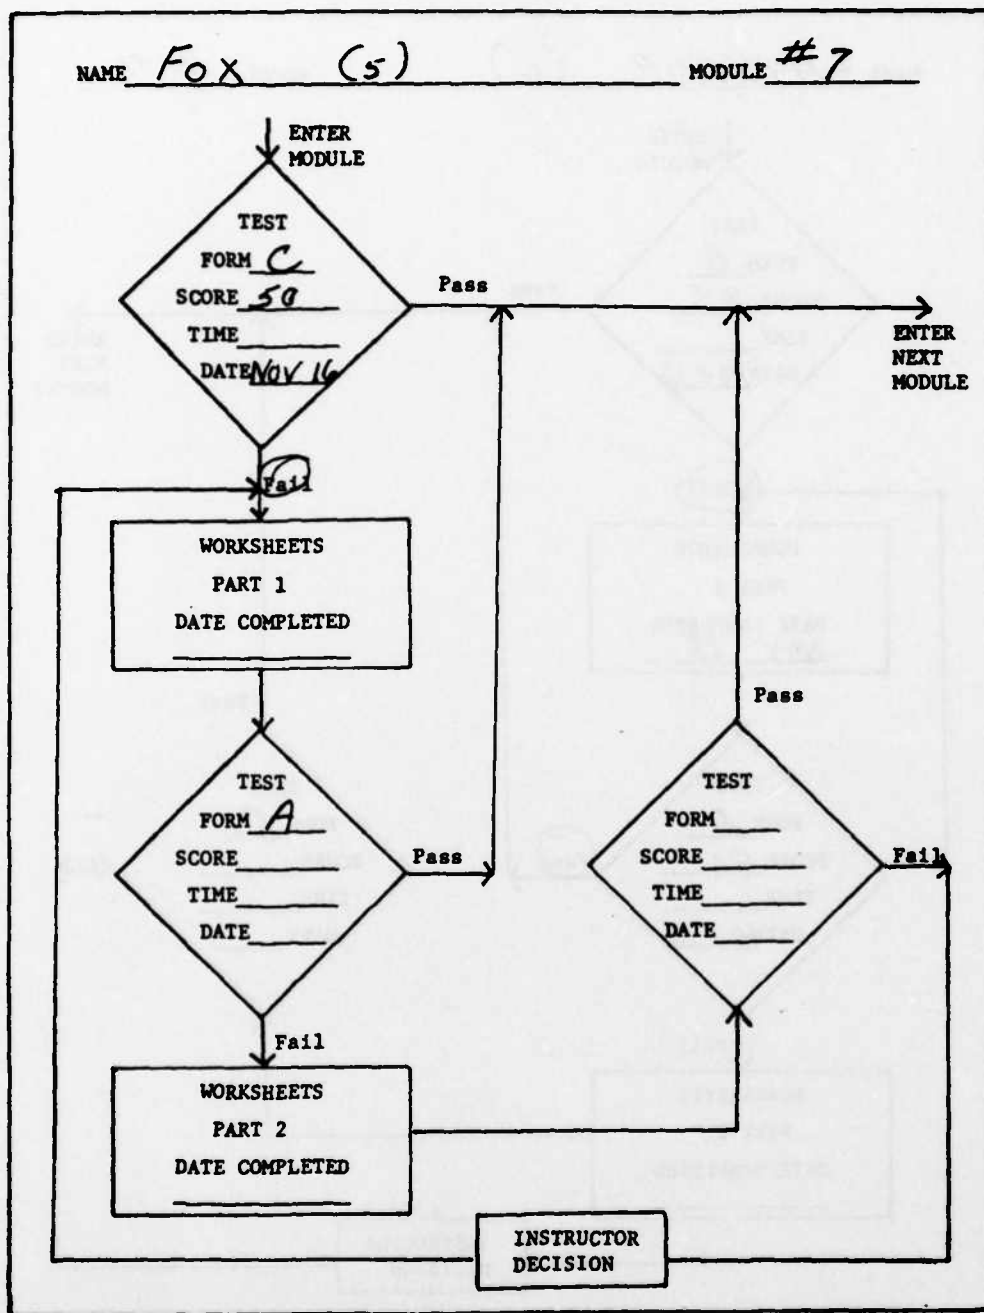 NAME FOX (5) MODULE #7
ENTER
MODULE
TEST
FORM C
SCORE 50
TIME
DATE NOV 16
Pass
ENTER
NEXT
MODULE
Fail
WORKSHEETS
PART 1
DATE COMPLETED
TEST
FORM A
SCORE
TIME
DATE
Pass
Fail
WORKSHEETS
PART 2
DATE COMPLETED
Pass
TEST
FORM
SCORE
TIME
DATE
Fail
INSTRUCTOR
DECISION